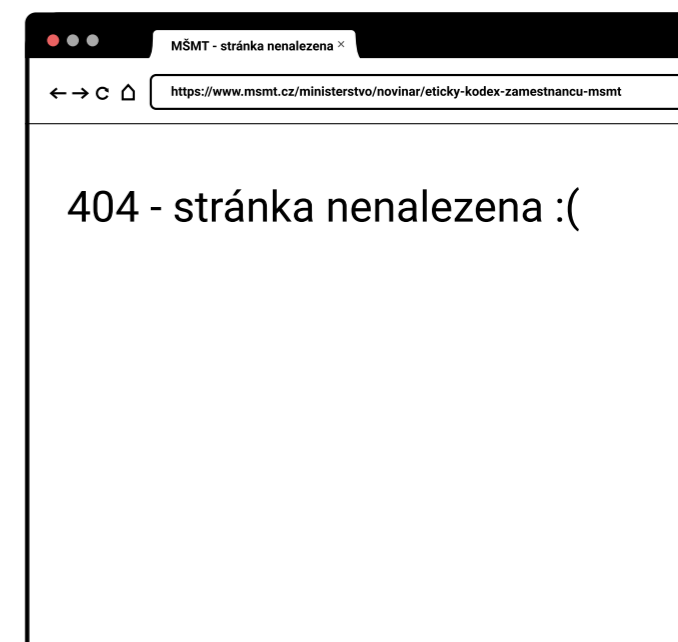 MŠMT - stránka nenalezena ×
https://www.msmt.cz/ministerstvo/novinar/eticky-kodex-zamestnancu-msmt
404 - stránka nenalezena :(